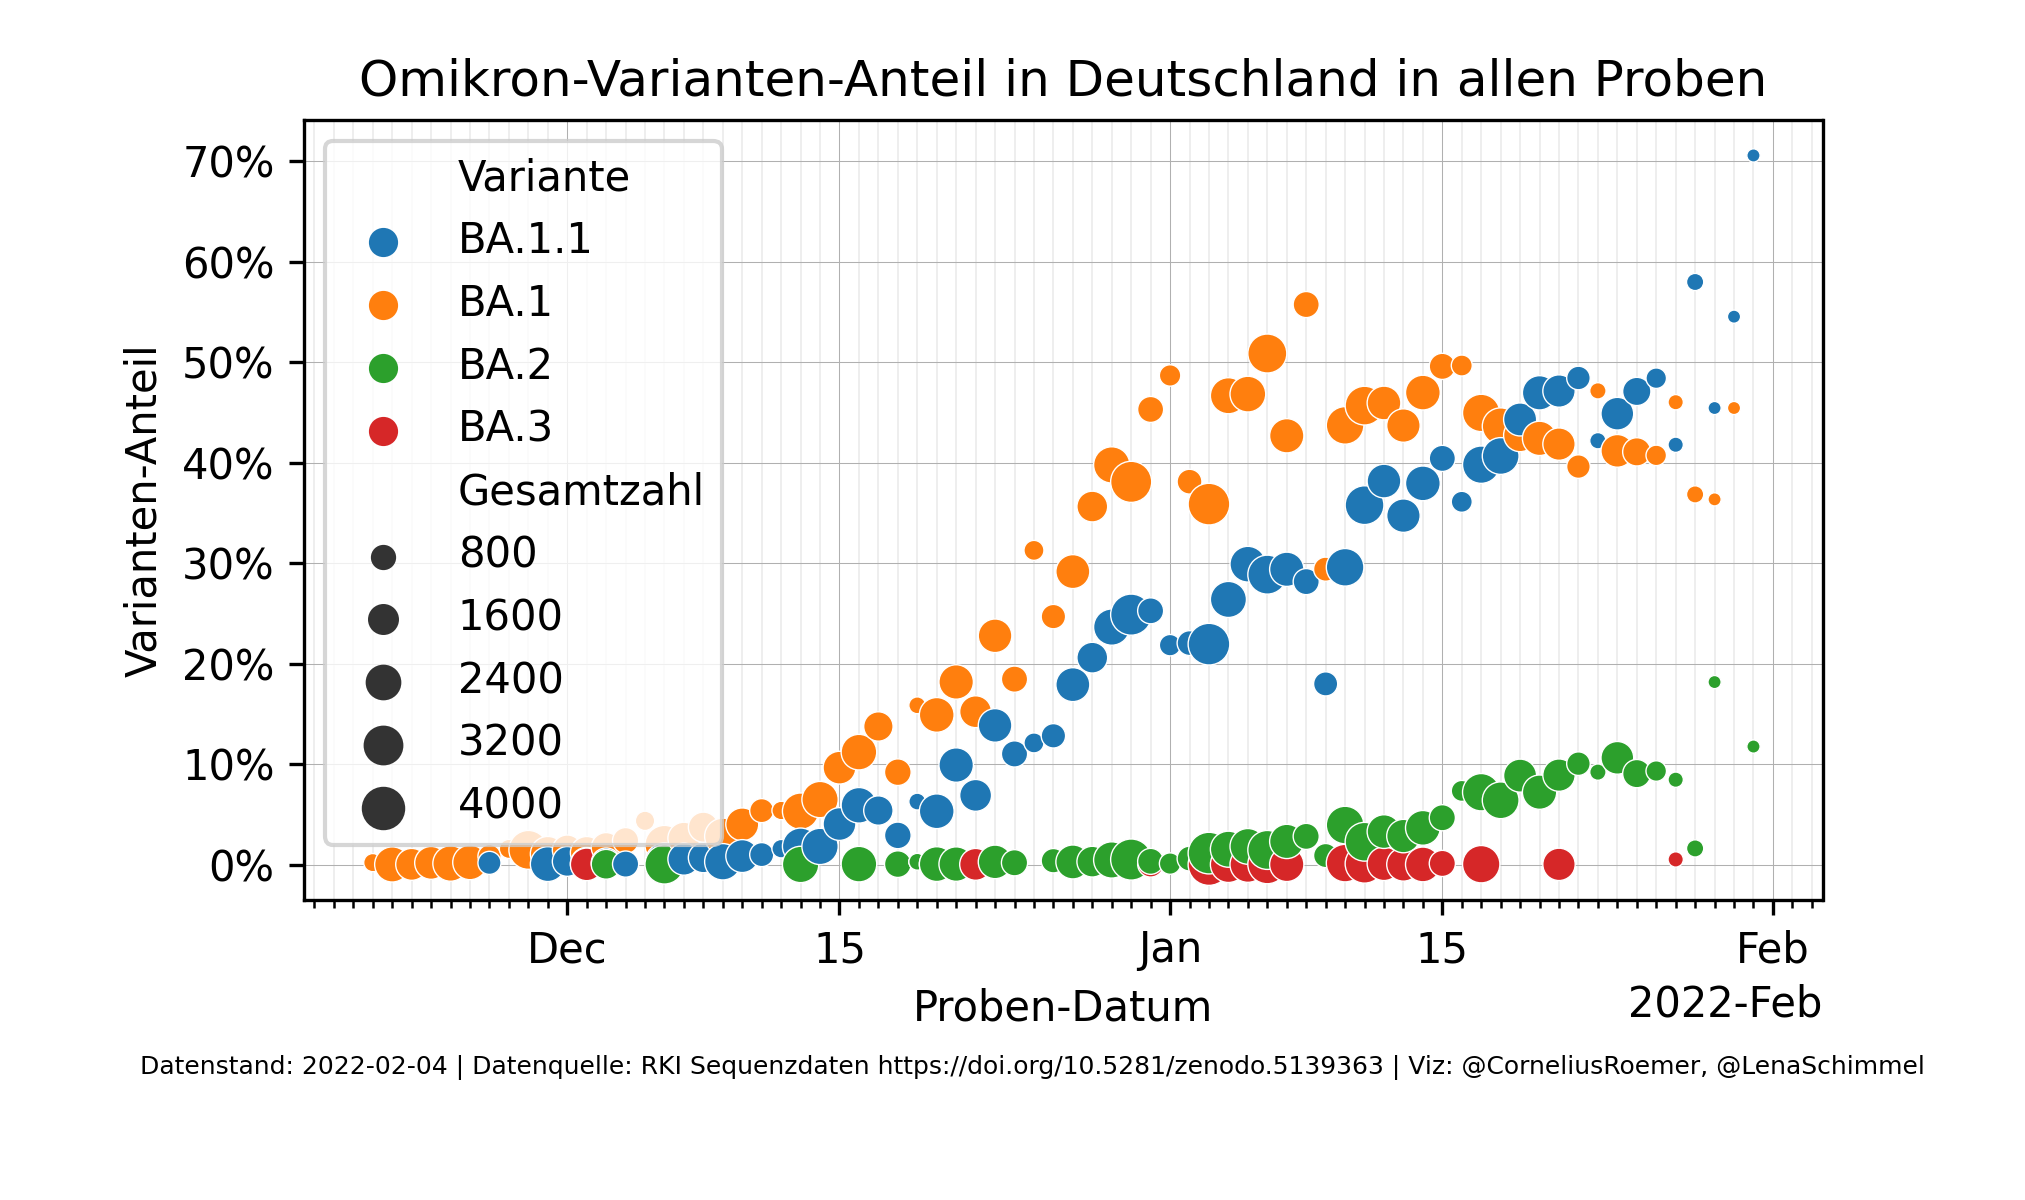 Omikron-Varianten-Anteil in Deutschland in allen Proben
Varianten-Anteil
70%
60%
50%
40%
30%
20%
10%
0%
Variante
BA.1.1
BA.1
BA.2
BA.3
Gesamtzahl
800
1600
2400
3200
4000
Dec 15 Jan 15 Feb
2022-Feb
Proben-Datum
Datenstand: 2022-02-04 | Datenquelle: RKI Sequenzdaten https://doi.org/10.5281/zenodo.5139363 | Viz: @CorneliusRoemer, @LenaSchimmel